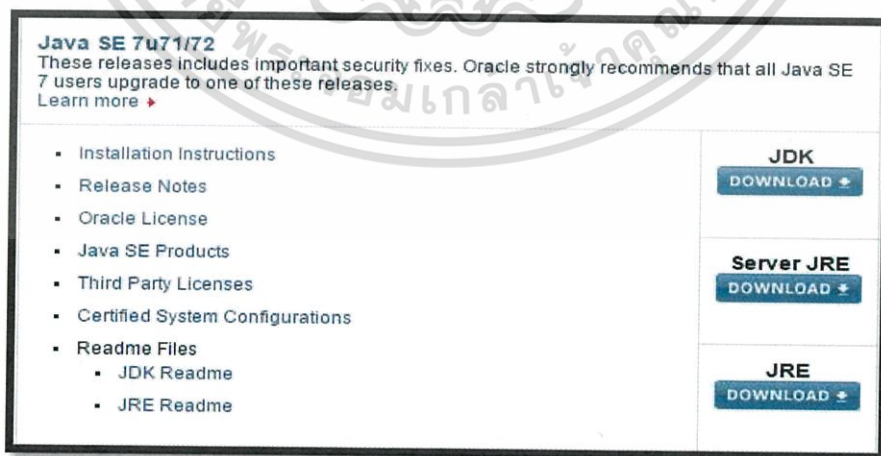 Java SE 7u71/72
These releases includes important security fixes. Oracle strongly recommends that all Java SE
7 users upgrade to one of these releases.
Learn more
Installation Instructions
Release Notes
Oracle License
Java SE Products
Third Party Licenses
Certified System Configurations
Readme Files
JDK Readme
JRE Readme
JDK
DOWNLOAD
Server JRE
DOWNLOAD
JRE
DOWNLOAD